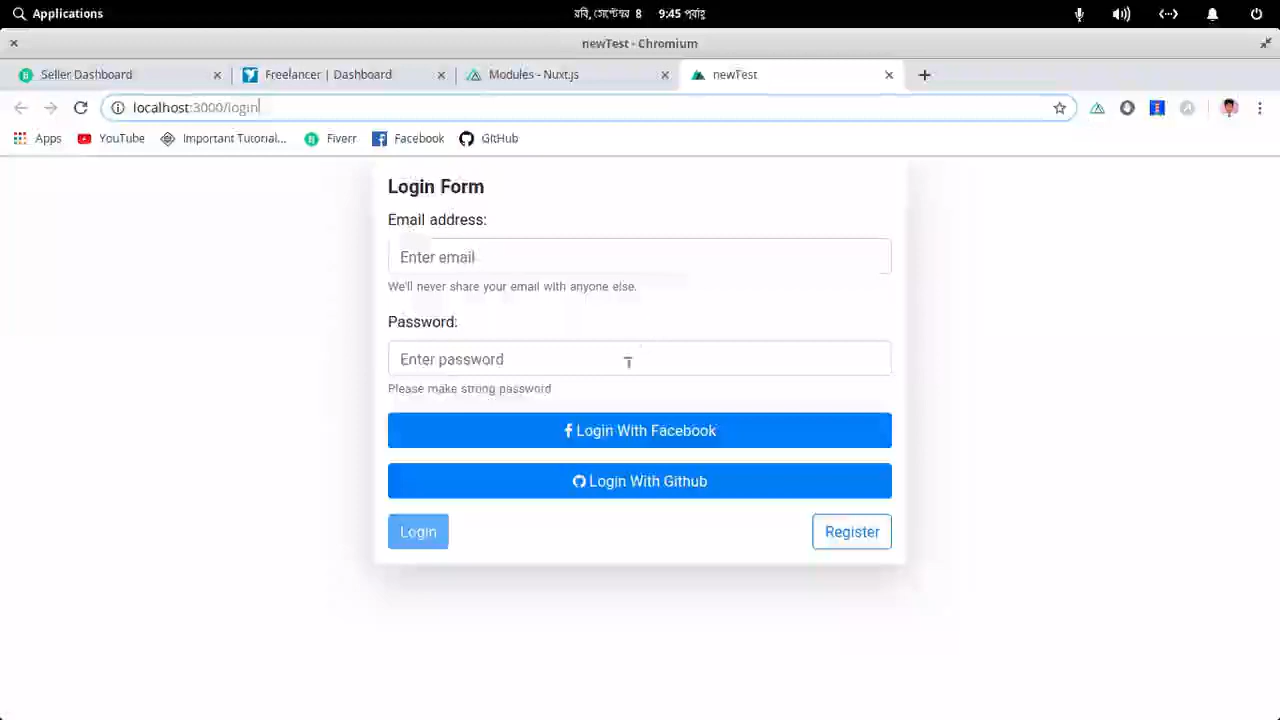 Applications
রবি, সেপ্টেম্বর 8 9:45 পূর্বাহ্ণ
newTest - Chromium
Seller Dashboard
Freelancer | Dashboard
Modules - Nuxt.js
newTest
localhost:3000/login
Apps
YouTube
Important Tutorial...
Fiverr
Facebook
GitHub
Login Form
Email address:
Enter email
We'll never share your email with anyone else.
Password:
Enter password
Please make strong password
Login With Facebook
Login With Github
Login
Register